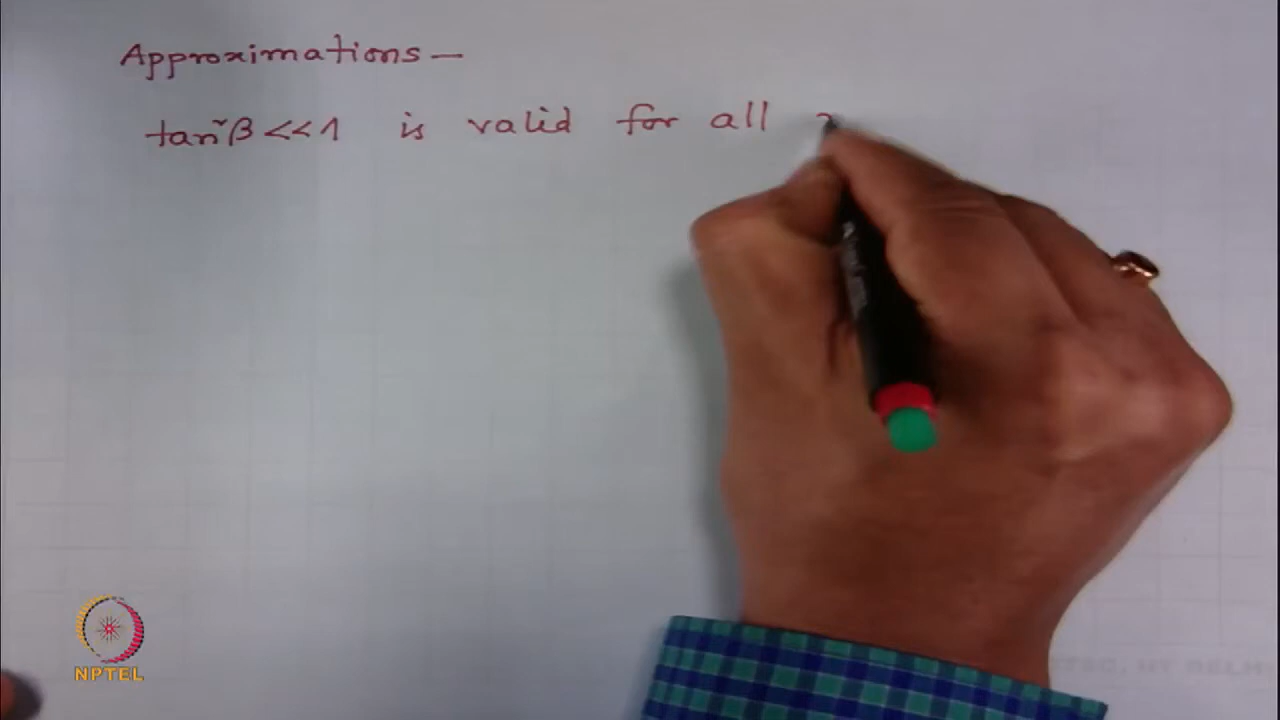 Approximations —
tan²β << 1 is valid for all
NPTEL